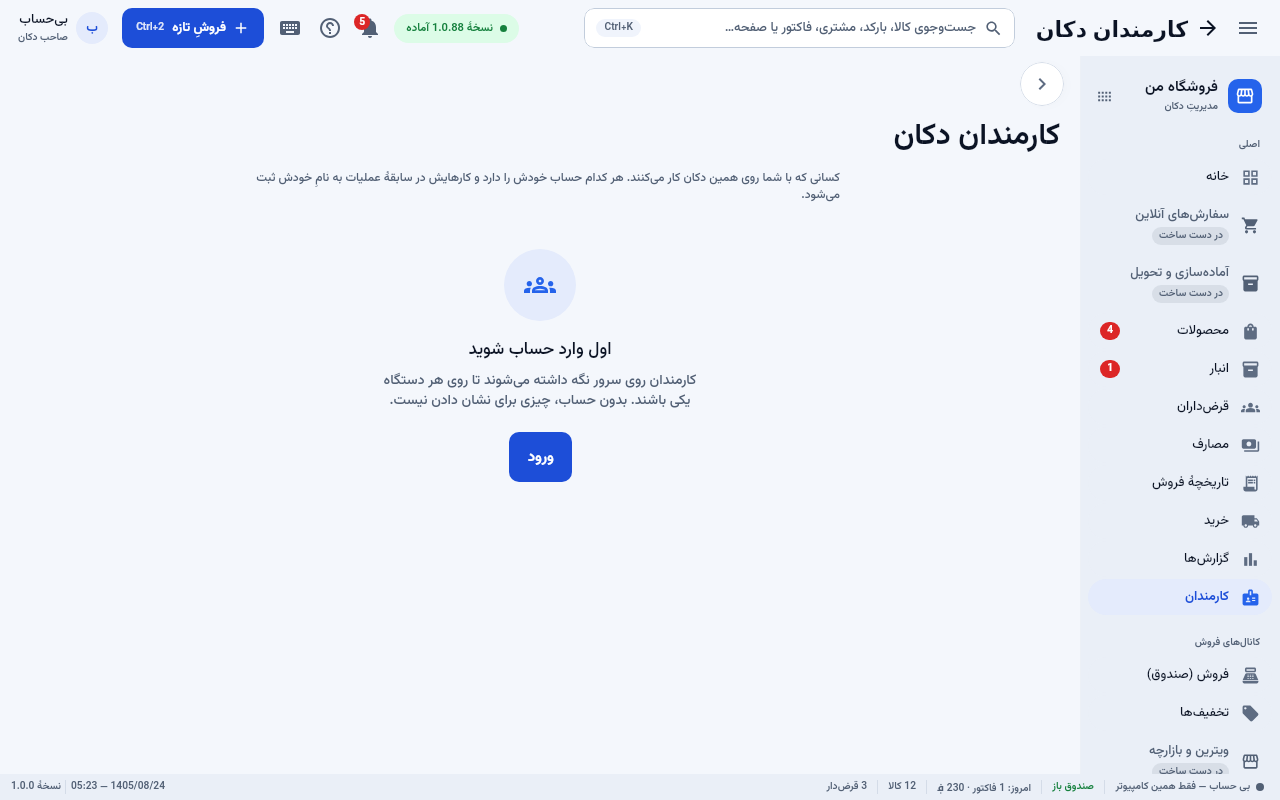 کارمندان دکان
جست‌وجوی کالا، بارکد، مشتری، فاکتور یا صفحه…
Ctrl+K
نسخهٔ 1.0.88 آماده
5
فروشِ تازه
Ctrl+2
ب
بی‌حساب
صاحب دکان
فروشگاه من
مدیریتِ دکان
اصلی
خانه
سفارش‌های آنلاین
در دست ساخت
آماده‌سازی و تحویل
در دست ساخت
محصولات
4
انبار
1
قرض‌داران
مصارف
تاریخچهٔ فروش
خرید
گزارش‌ها
کارمندان
کانال‌های فروش
فروش (صندوق)
تخفیف‌ها
ویترین و بازارچه
در دست ساخت
کارمندان دکان
کسانی که با شما روی همین دکان کار می‌کنند. هر کدام حساب خودش را دارد و کارهایش در سابقهٔ عملیات به نامِ خودش ثبت
می‌شود.
اول وارد حساب شوید
کارمندان روی سرور نگه داشته می‌شوند تا روی هر دستگاه
یکی باشند. بدون حساب، چیزی برای نشان دادن نیست.
ورود
بی حساب — فقط همین کامپیوتر
صندوق باز
امروز: 1 فاکتور · 230 ؋
12 کالا
3 قرض‌دار
1405/08/24 — 05:23
نسخهٔ 1.0.0